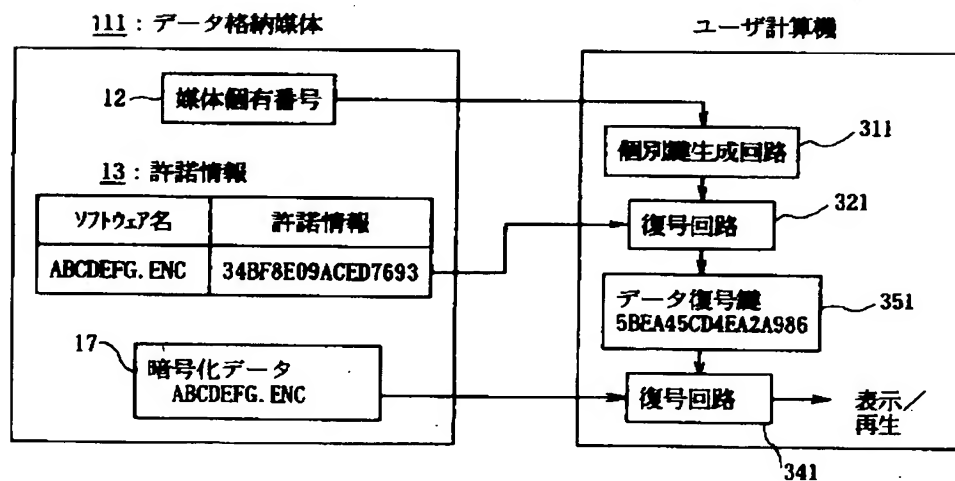 111：データ格納媒体
ユーザ計算機
12
媒体個有番号
311
個別鍵生成回路
13：許諾情報
ソフトウェア名
許諾情報
321
復号回路
ABCDEFG.ENC
34BF8E09ACED7693
データ復号鍵
5BEA45CD4EA2A986
351
17
暗号化データ
ABCDEFG.ENC
復号回路
表示／
再生
341